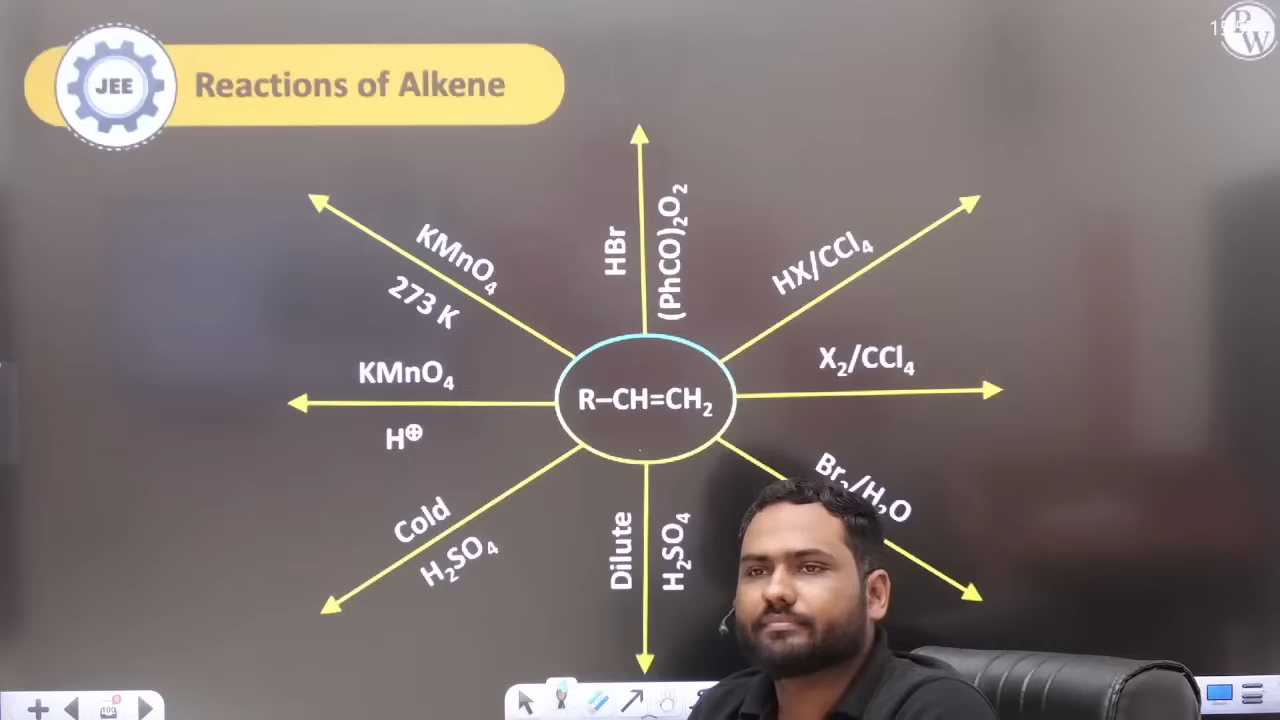 JEE
Reactions of Alkene
PW
HBr
(PhCO)₂O₂
KMnO₄
273 K
HX/CCl₄
KMnO₄
H⊕
X₂/CCl₄
R–CH=CH₂
Cold
H₂SO₄
Dilute
H₂SO₄
Br₂/H₂O